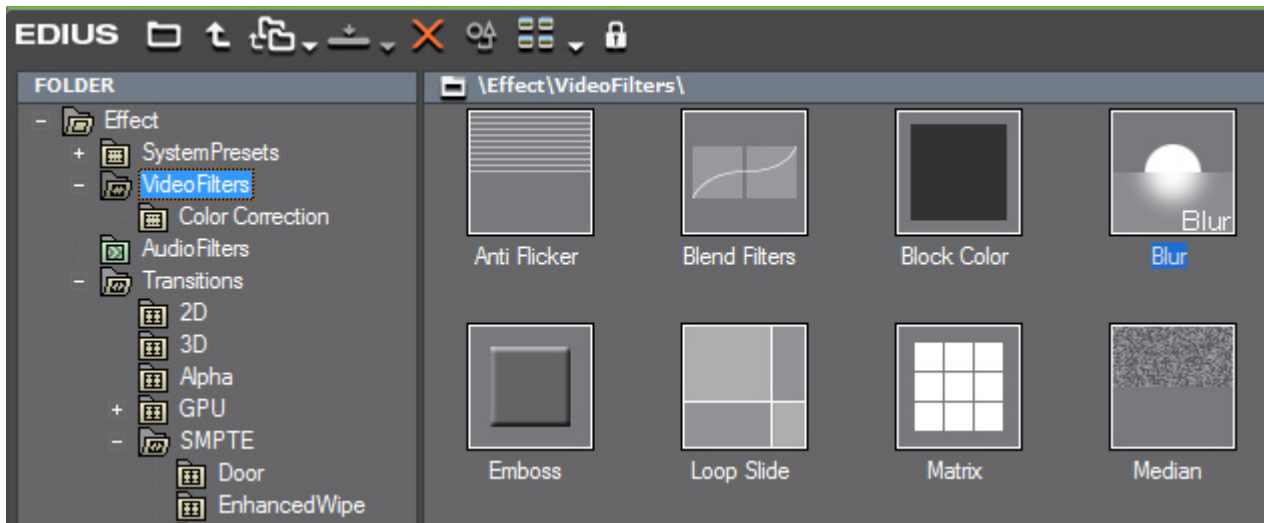 EDIUS
FOLDER
\Effect\VideoFilters\
Effect
SystemPresets
VideoFilters
Color Correction
AudioFilters
Transitions
2D
3D
Alpha
GPU
SMPTE
Door
EnhancedWipe
Anti Flicker
Blend Filters
Block Color
Blur
Blur
Emboss
Loop Slide
Matrix
Median